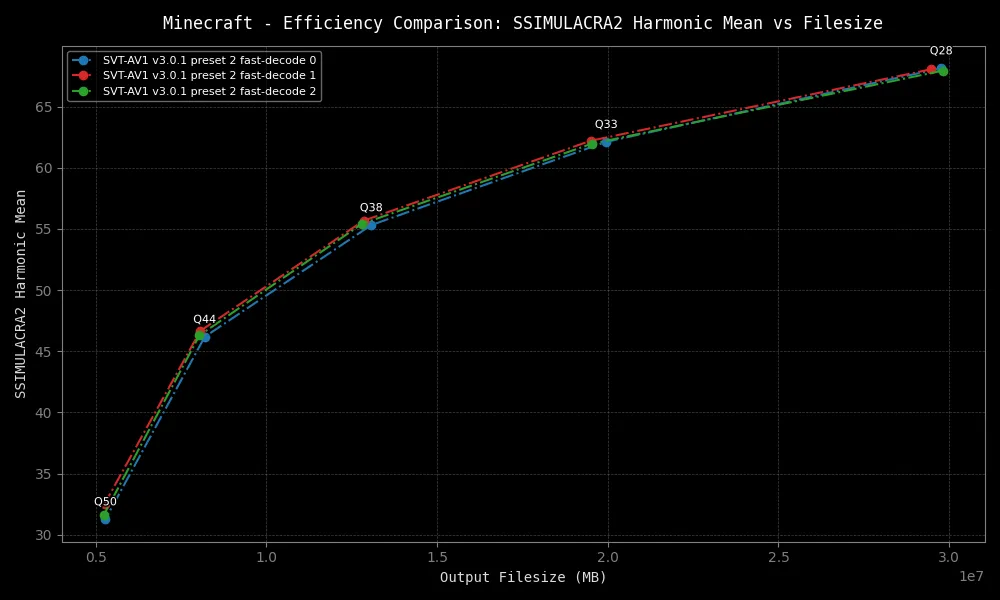 Minecraft - Efficiency Comparison: SSIMULACRA2 Harmonic Mean vs Filesize
SVT-AV1 v3.0.1 preset 2 fast-decode 0
SVT-AV1 v3.0.1 preset 2 fast-decode 1
SVT-AV1 v3.0.1 preset 2 fast-decode 2
Q28
Q33
Q38
Q44
Q50
SSIMULACRA2 Harmonic Mean
65
60
55
50
45
40
35
30
0.5 1.0 1.5 2.0 2.5 3.0
1e7
Output Filesize (MB)